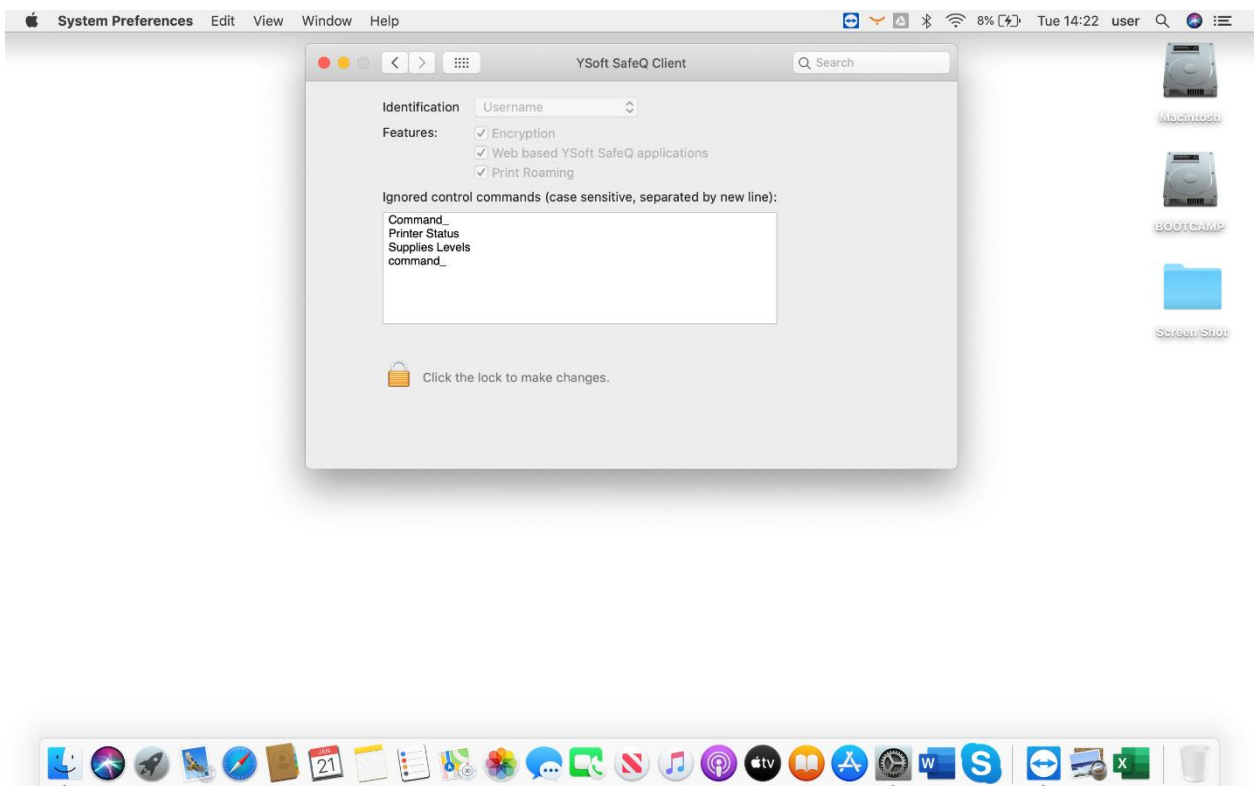 System Preferences Edit View Window Help 8% Tue 14:22 user
YSoft SafeQ Client
Search
Identification Username
Features: Encryption
Web based YSoft SafeQ applications
Print Roaming
Ignored control commands (case sensitive, separated by new line):
Command_
Printer Status
Supplies Levels
command_
Click the lock to make changes.
Macintosh
BOOTCAMP
Screen Shot
JAN
21
tv
W
S
X